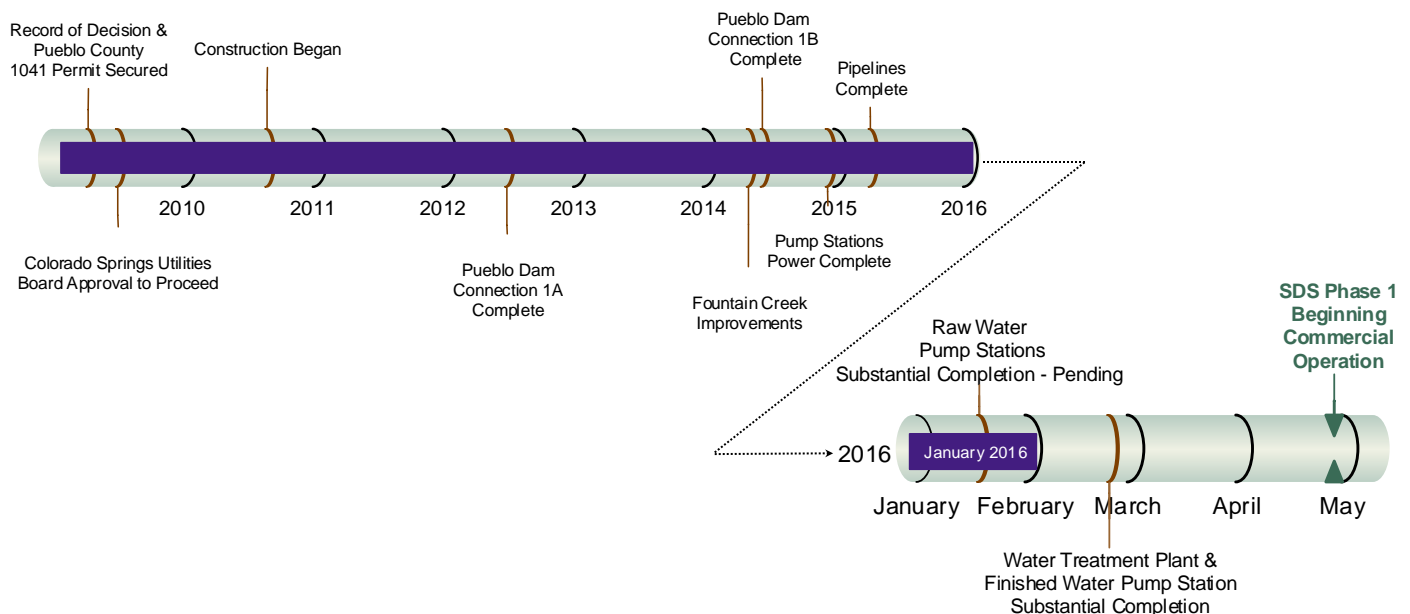 Record of Decision &
Pueblo County
1041 Permit Secured
Construction Began
Pueblo Dam
Connection 1B
Complete
Pipelines
Complete
2010
2011
2012
2013
2014
2015
2016
Colorado Springs Utilities
Board Approval to Proceed
Pueblo Dam
Connection 1A
Complete
Fountain Creek
Improvements
Pump Stations
Power Complete
SDS Phase 1
Beginning
Commercial
Operation
Raw Water
Pump Stations
Substantial Completion - Pending
2016
January 2016
January
February
March
April
May
Water Treatment Plant &
Finished Water Pump Station
Substantial Completion